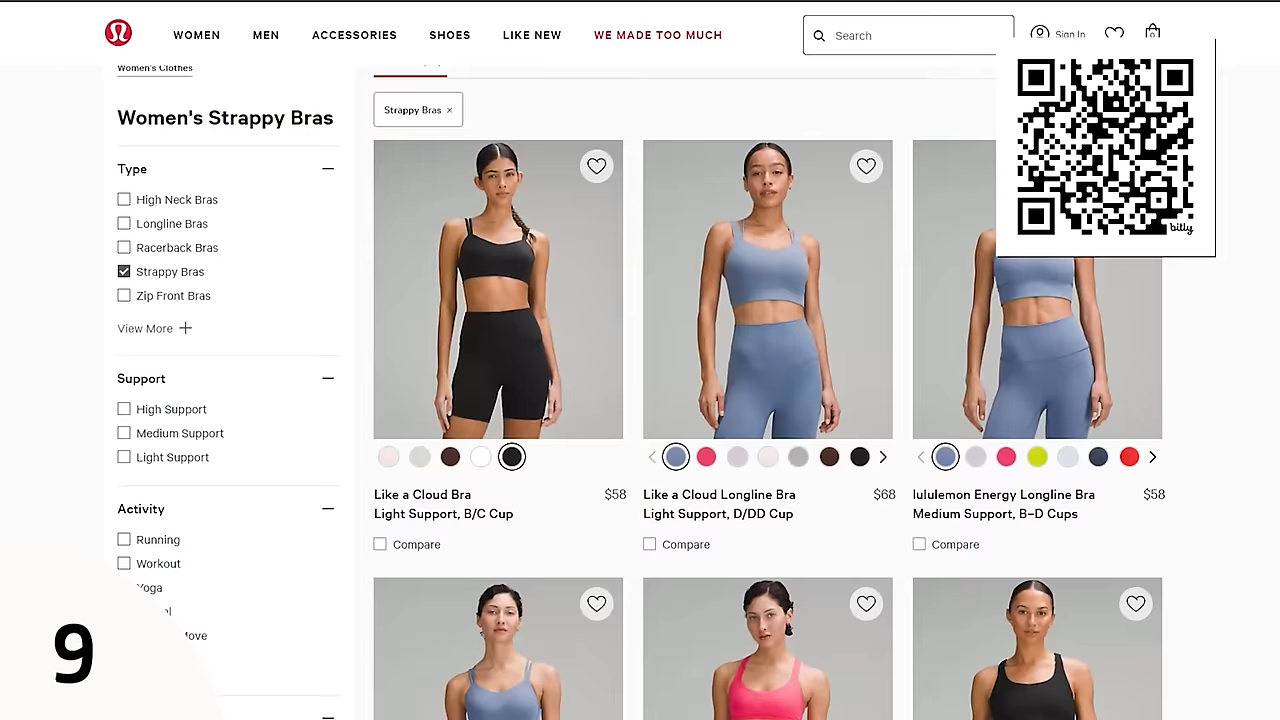 WOMEN MEN ACCESSORIES SHOES LIKE NEW WE MADE TOO MUCH
Search
Sign In
0
Women's Clothes
Women's Strappy Bras
Strappy Bras ×
Type
High Neck Bras
Longline Bras
Racerback Bras
Strappy Bras
Zip Front Bras
View More
Support
High Support
Medium Support
Light Support
Activity
Running
Workout
Yoga
Move
bitly
Like a Cloud Bra $58
Light Support, B/C Cup
Compare
Like a Cloud Longline Bra $68
Light Support, D/DD Cup
Compare
lululemon Energy Longline Bra $58
Medium Support, B–D Cups
Compare
9